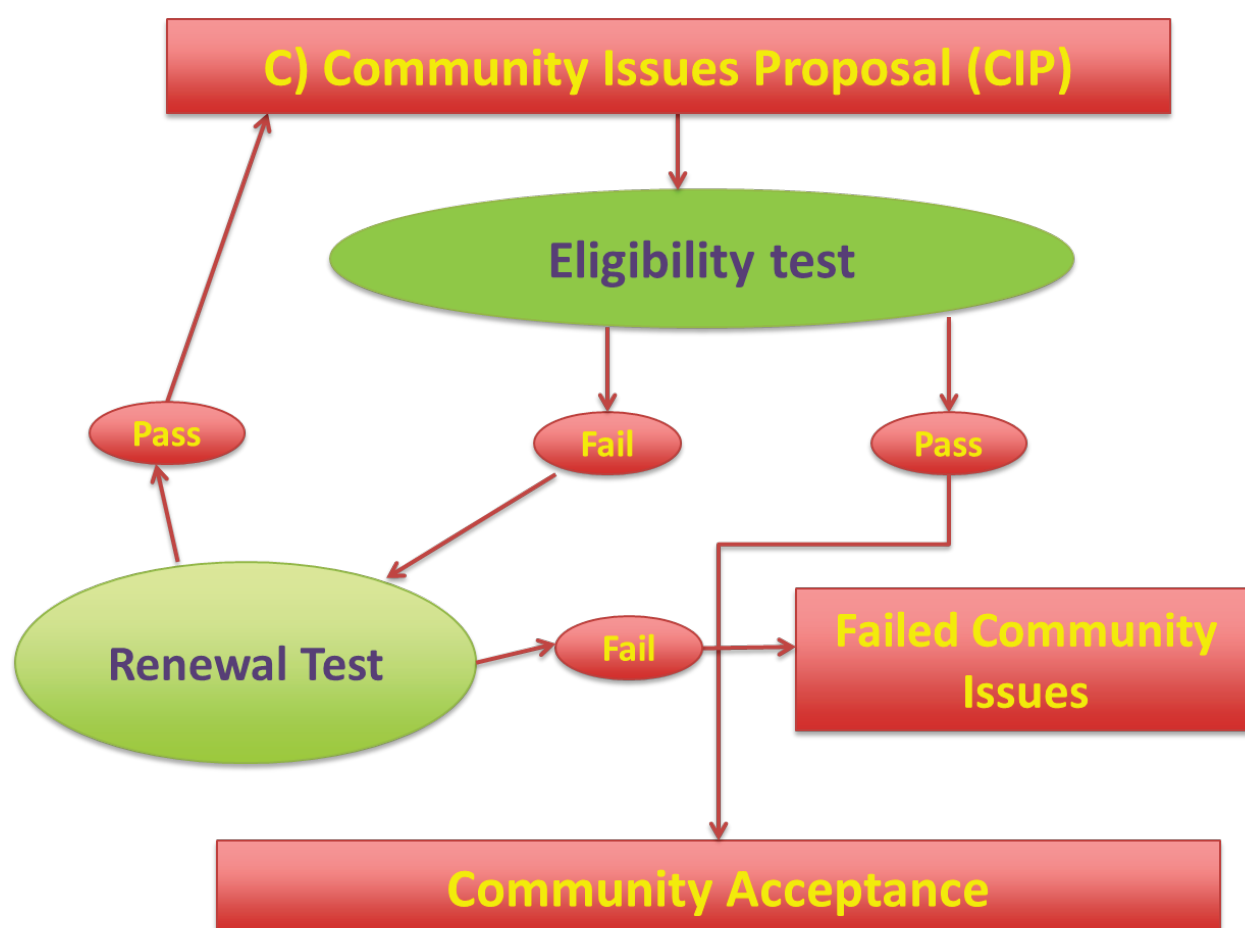 C) Community Issues Proposal (CIP)
Eligibility test
Pass
Fail
Pass
Renewal Test
Fail
Failed Community
Issues
Community Acceptance